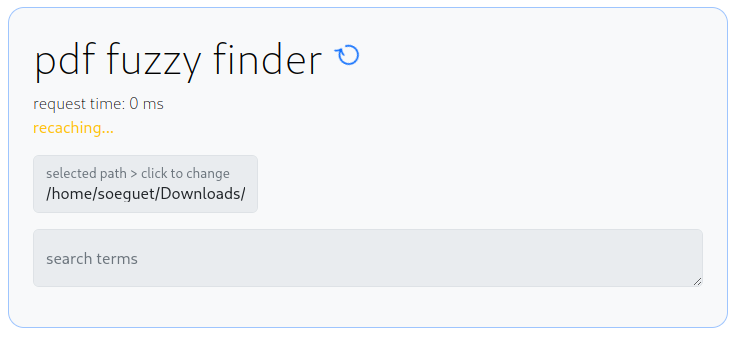 pdf fuzzy finder
request time: 0 ms
recaching...
selected path > click to change
/home/soeguet/Downloads/
search terms